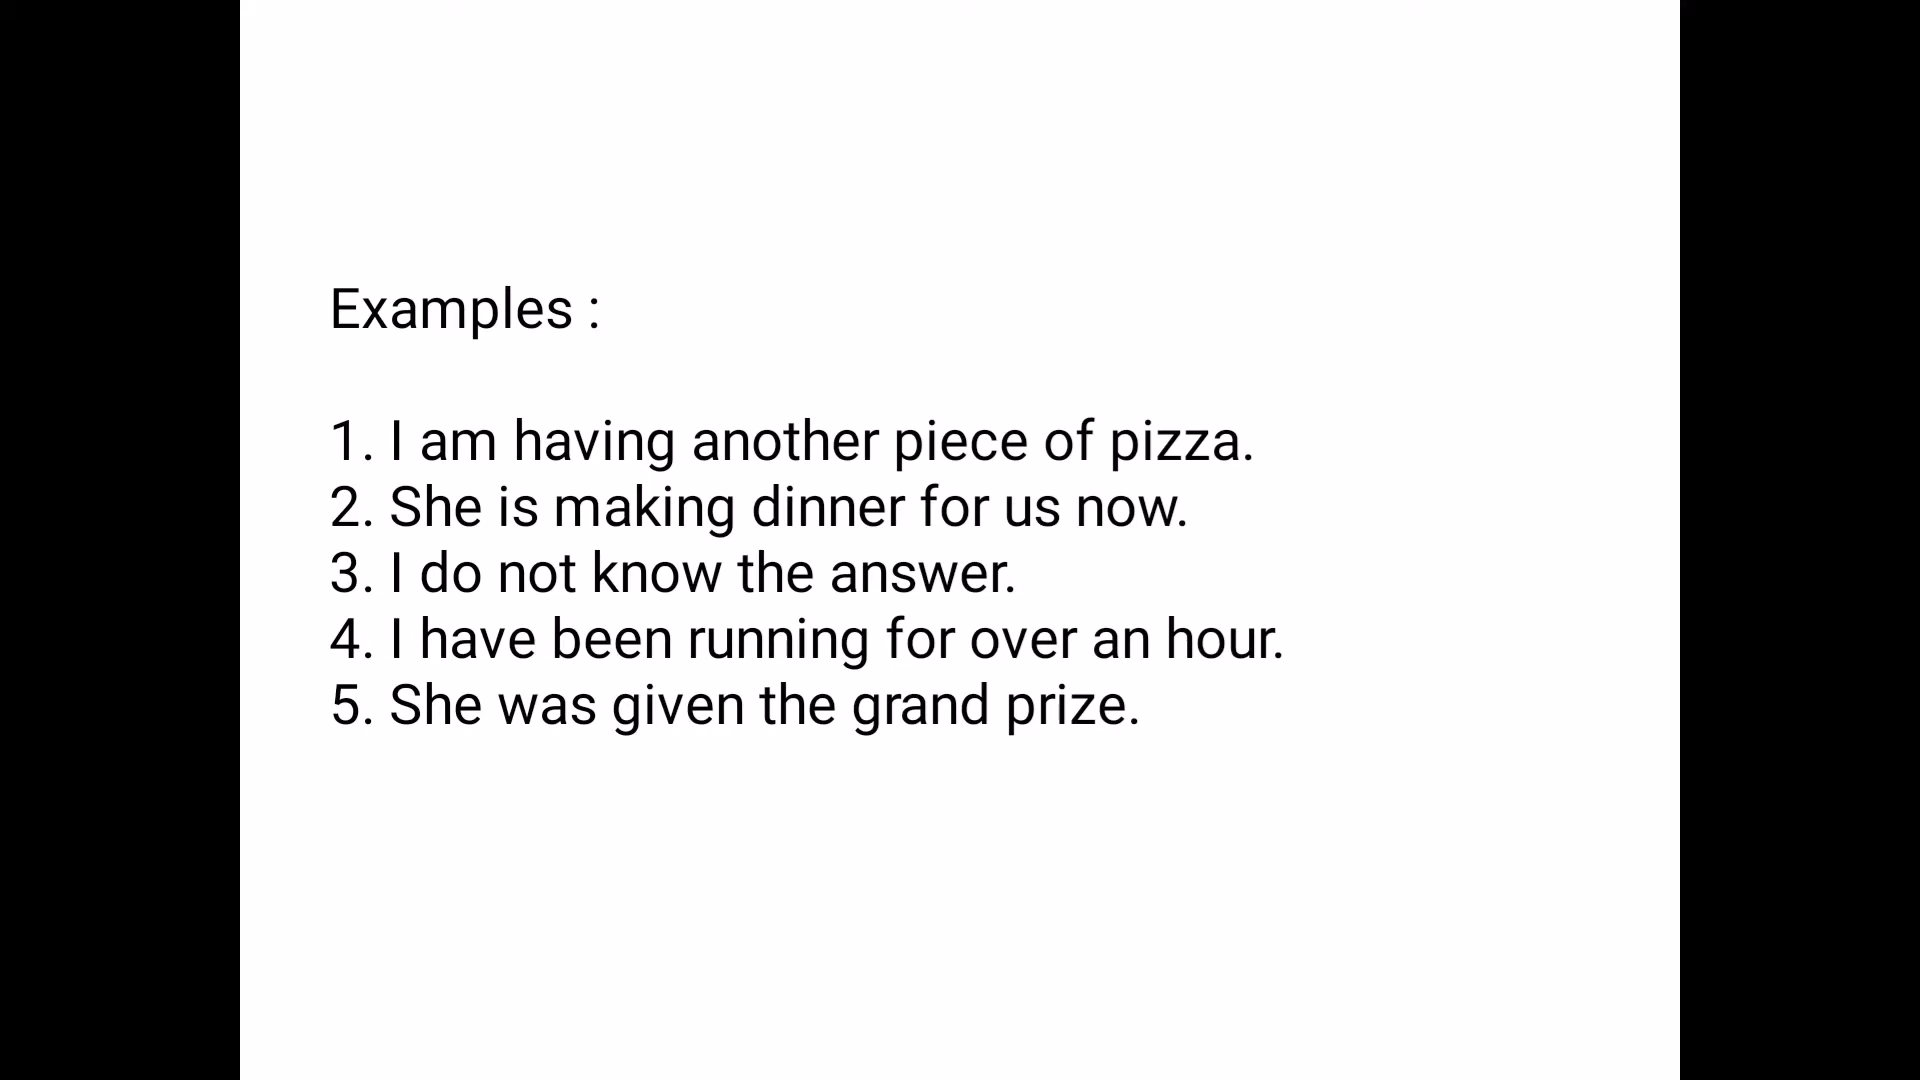 Examples :
1. I am having another piece of pizza.
2. She is making dinner for us now.
3. I do not know the answer.
4. I have been running for over an hour.
5. She was given the grand prize.